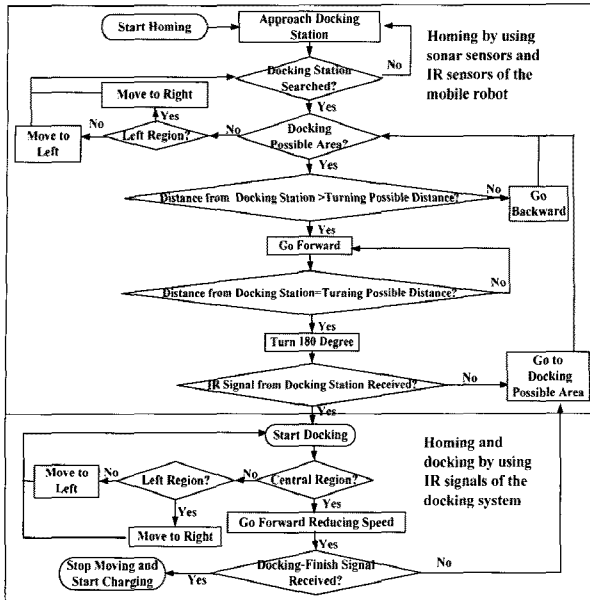 Start Homing
Approach Docking
Station
Homing by using
sonar sensors and
IR sensors of the
mobile robot
No
Docking Station
Searched?
Move to Right
Yes
Yes
No
No
Docking
Possible Area?
Move to
Left
Left Region?
Yes
Distance from Docking Station >Turning Possible Distance?
No
Go
Backward
Yes
Go Forward
No
Distance from Docking Station=Turning Possible Distance?
Yes
Turn 180 Degree
Go to
Docking
Possible Area
No
IR Signal from Docking Station Received?
Yes
Start Docking
Homing and
docking by using
IR signals of the
docking system
Move to
Left
No
Left Region?
No
Central Region?
Yes
Yes
Go Forward Reducing Speed
Move to Right
Yes
No
Stop Moving and
Start Charging
Yes
Docking-Finish Signal
Received?